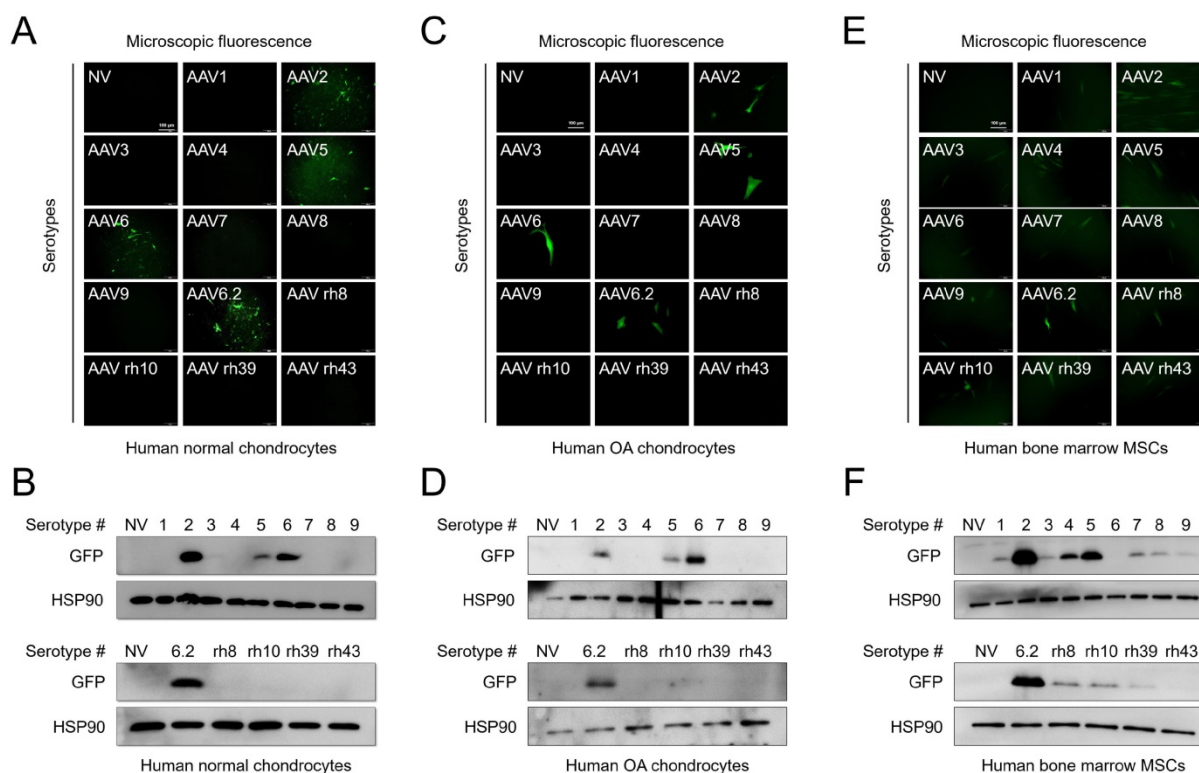 A
Microscopic fluorescence
Serotypes
NV AAV1 AAV2
100 µm
AAV3 AAV4 AAV5
AAV6 AAV7 AAV8
AAV9 AAV6.2 AAV rh8
AAV rh10 AAV rh39 AAV rh43
Human normal chondrocytes
B
Serotype # NV 1 2 3 4 5 6 7 8 9
GFP
HSP90
Serotype # NV 6.2 rh8 rh10 rh39 rh43
GFP
HSP90
Human normal chondrocytes
C
Microscopic fluorescence
Serotypes
NV AAV1 AAV2
100 µm
AAV3 AAV4 AAV5
AAV6 AAV7 AAV8
AAV9 AAV6.2 AAV rh8
AAV rh10 AAV rh39 AAV rh43
Human OA chondrocytes
D
Serotype # NV 1 2 3 4 5 6 7 8 9
GFP
HSP90
Serotype # NV 6.2 rh8 rh10 rh39 rh43
GFP
HSP90
Human OA chondrocytes
E
Microscopic fluorescence
Serotypes
NV AAV1 AAV2
100 µm
AAV3 AAV4 AAV5
AAV6 AAV7 AAV8
AAV9 AAV6.2 AAV rh8
AAV rh10 AAV rh39 AAV rh43
Human bone marrow MSCs
F
Serotype # NV 1 2 3 4 5 6 7 8 9
GFP
HSP90
Serotype # NV 6.2 rh8 rh10 rh39 rh43
GFP
HSP90
Human bone marrow MSCs